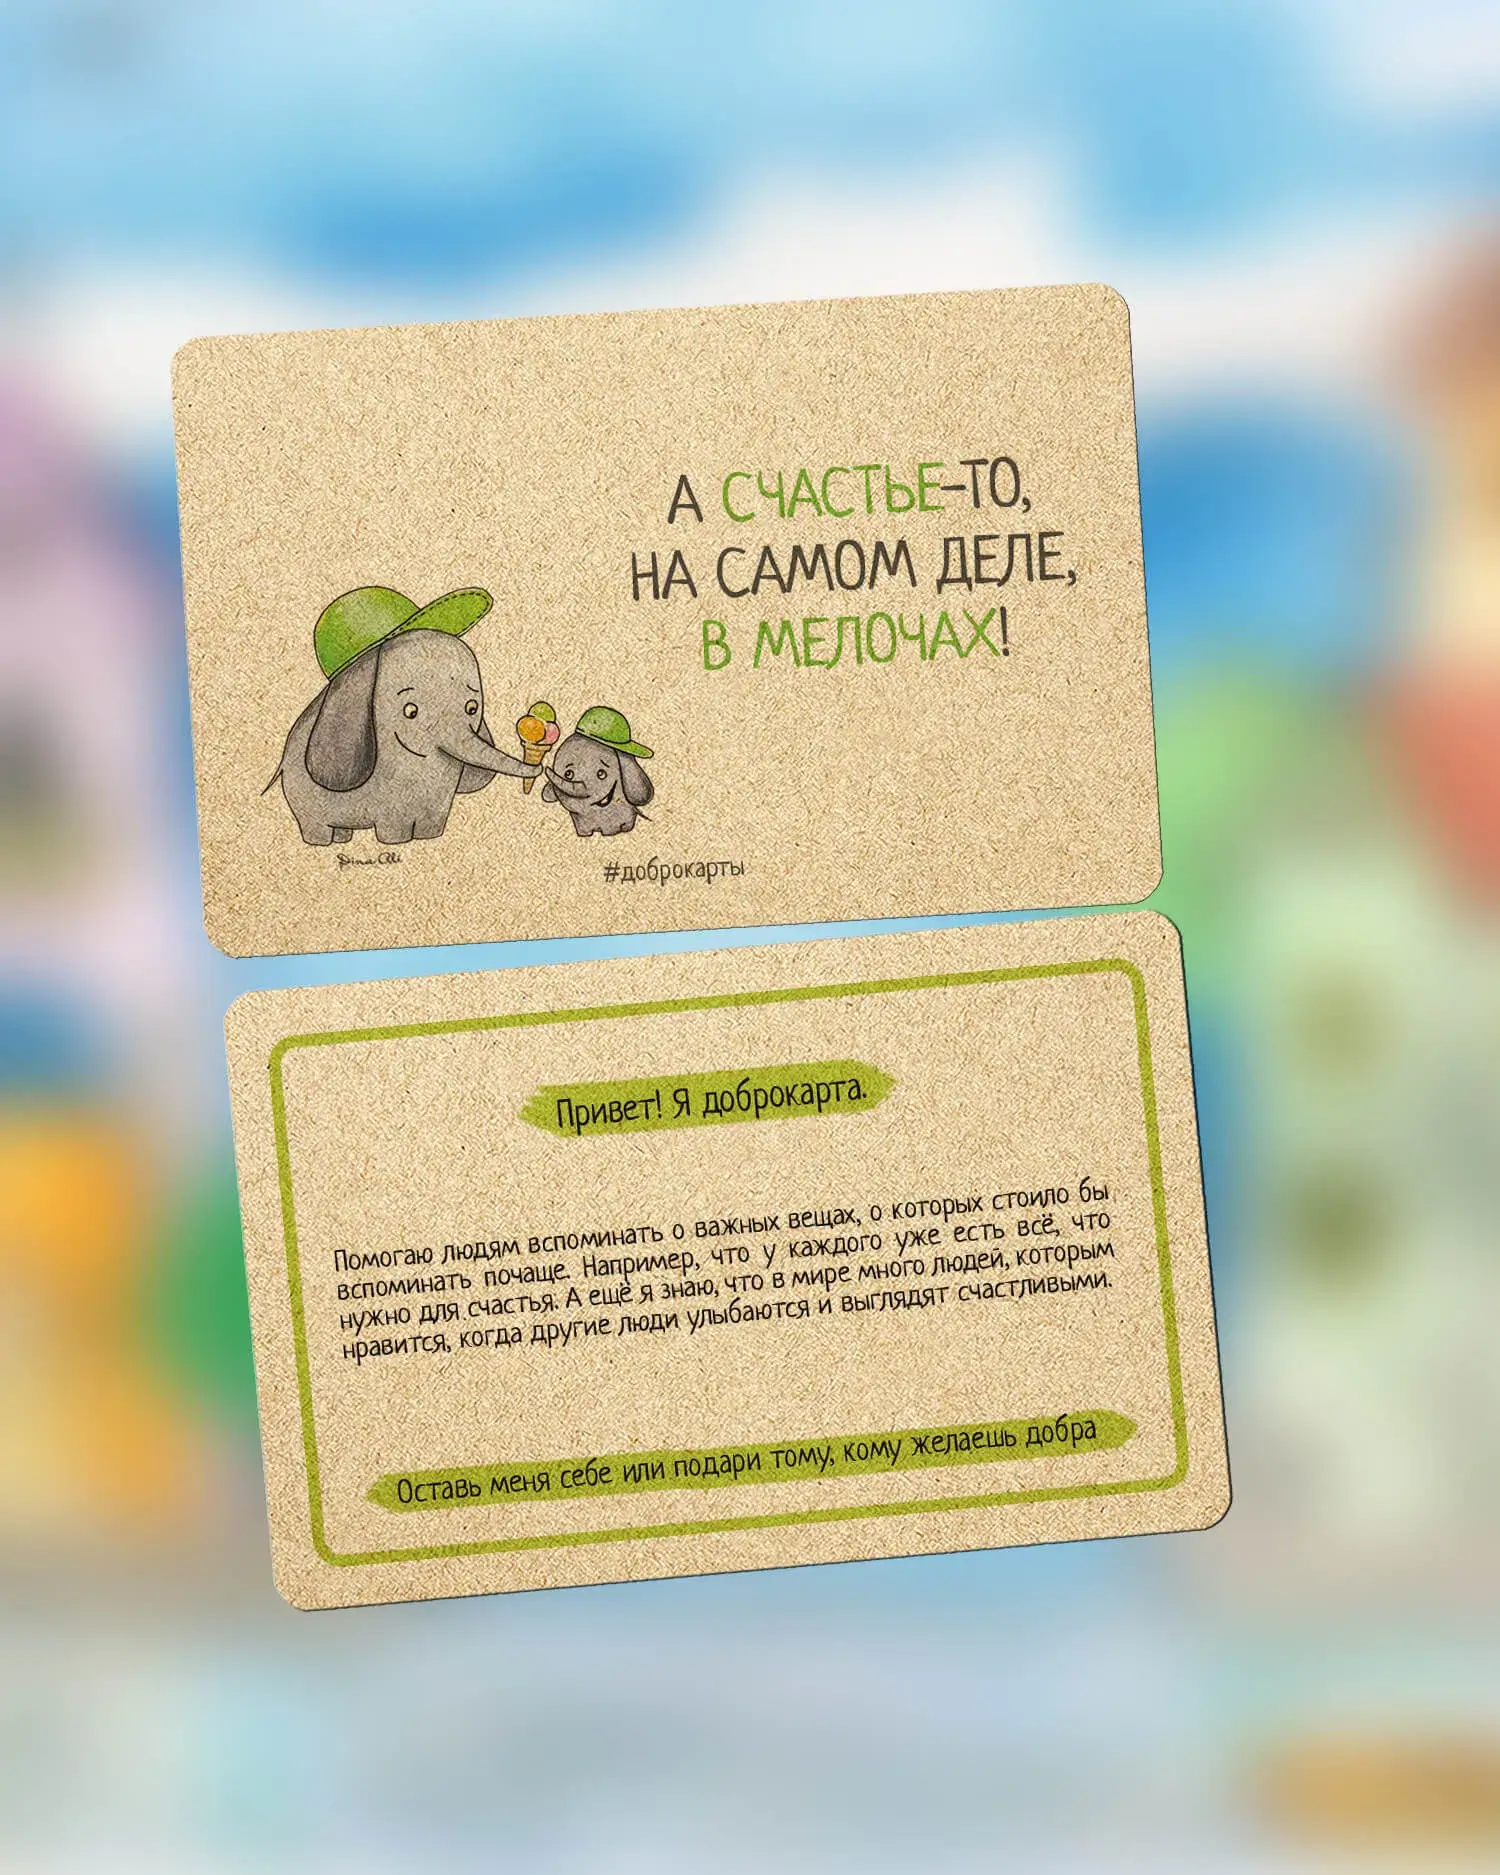 А СЧАСТЬЕ-ТО,
НА САМОМ ДЕЛЕ,
В МЕЛОЧАХ!
Dina Ali
#доброкарты
Привет! Я доброкарта.
Помогаю людям вспоминать о важных вещах, о которых стоило бы
вспоминать почаще. Например, что у каждого уже есть всё, что
нужно для счастья. А ещё я знаю, что в мире много людей, которым
нравится, когда другие люди улыбаются и выглядят счастливыми.
Оставь меня себе или подари тому, кому желаешь добра